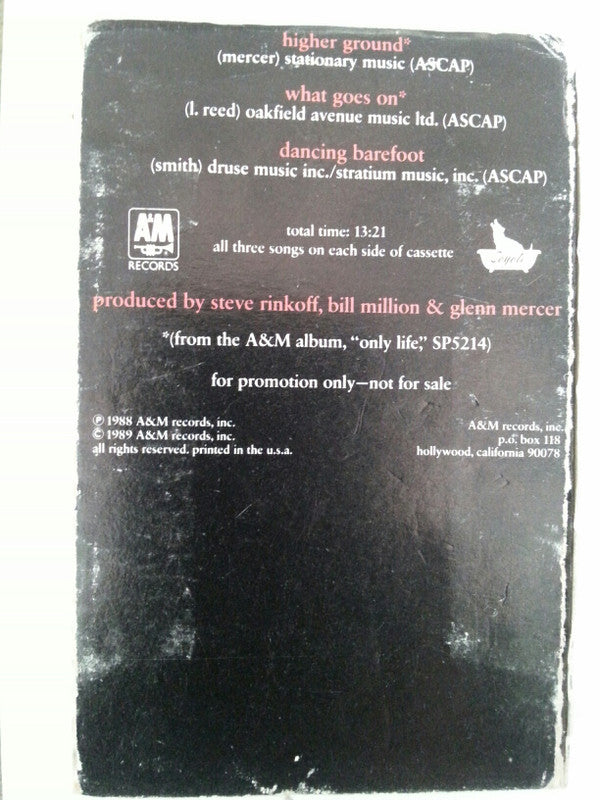 higher ground*
(mercer) stationary music (ASCAP)
what goes on*
(l. reed) oakfield avenue music ltd. (ASCAP)
dancing barefoot
(smith) druse music inc./stratium music, inc. (ASCAP)
A&M
RECORDS
total time: 13:21
all three songs on each side of cassette
Coyote
produced by steve rinkoff, bill million & glenn mercer
*(from the A&M album, “only life,” SP5214)
for promotion only—not for sale
℗ 1988 A&M records, inc.
© 1989 A&M records, inc.
all rights reserved. printed in the u.s.a.
A&M records, inc.
p.o. box 118
hollywood, california 90078